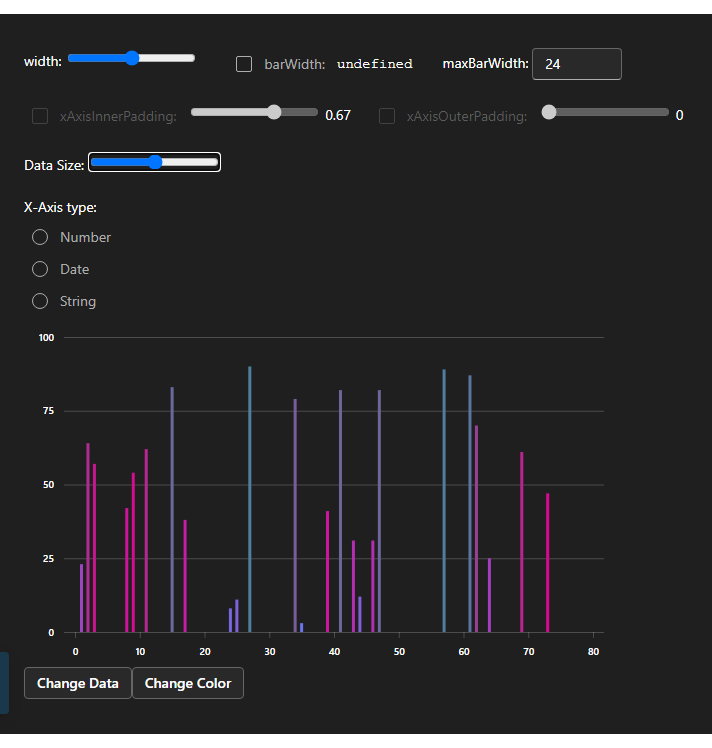 width: barWidth: undefined maxBarWidth: 24
xAxisInnerPadding: 0.67 xAxisOuterPadding: 0
Data Size:
X-Axis type:
Number
Date
String
100
75
50
25
0
0 10 20 30 40 50 60 70 80
Change Data Change Color